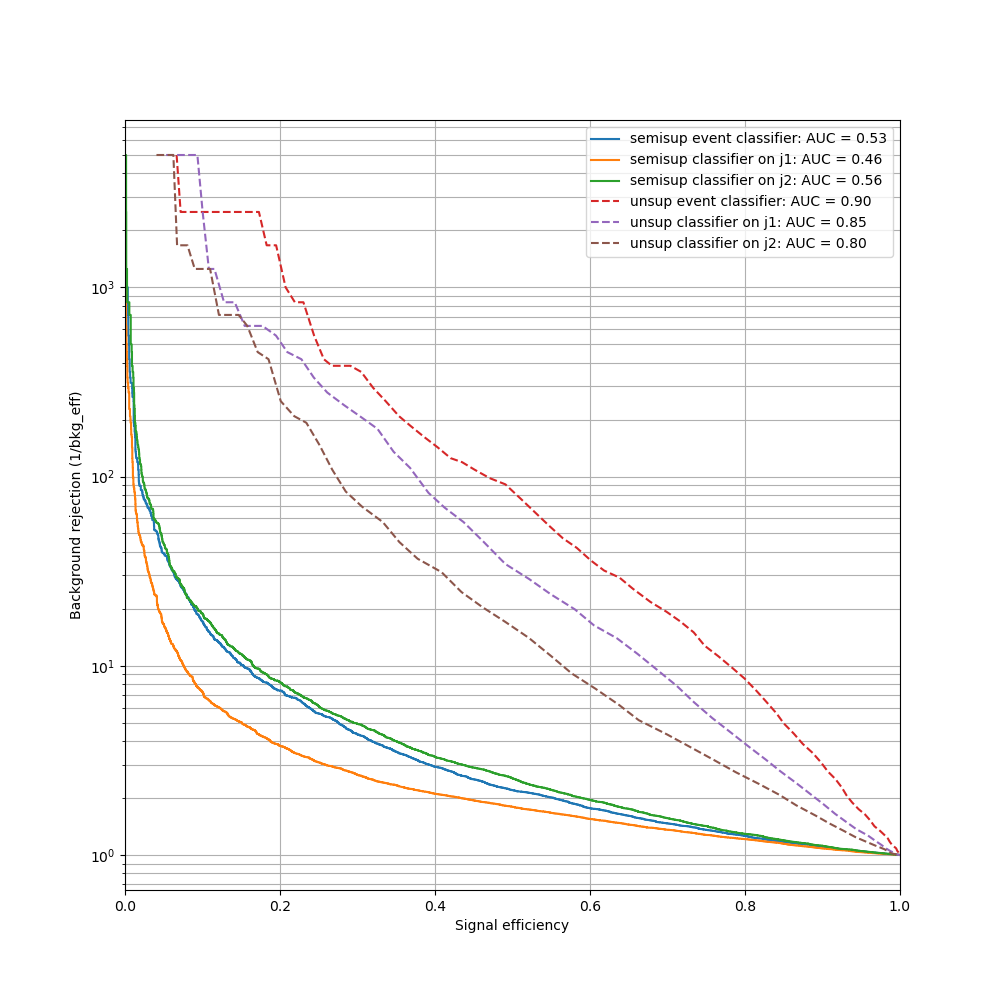 semisup event classifier: AUC = 0.53
semisup classifier on j1: AUC = 0.46
semisup classifier on j2: AUC = 0.56
unsup event classifier: AUC = 0.90
unsup classifier on j1: AUC = 0.85
unsup classifier on j2: AUC = 0.80
Background rejection (1/bkg_eff)
10³
10²
10¹
10⁰
0.0 0.2 0.4 0.6 0.8 1.0
Signal efficiency